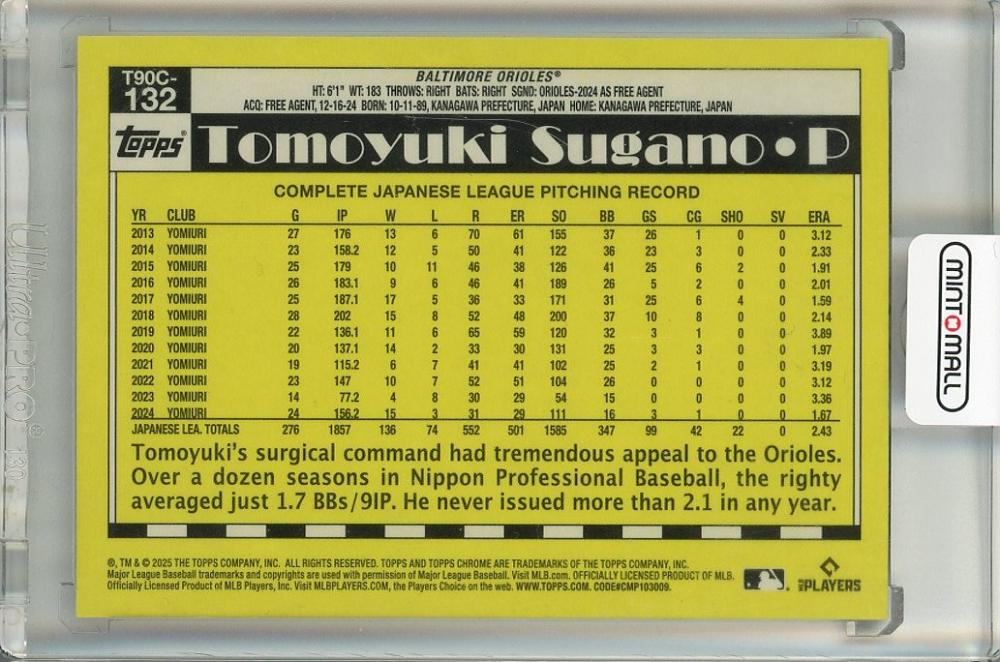 T90C-
132
BALTIMORE ORIOLES®
HT: 6'1" WT: 183 THROWS: RIGHT BATS: RIGHT SGND: ORIOLES-2024 AS FREE AGENT
ACQ: FREE AGENT, 12-16-24 BORN: 10-11-89, KANAGAWA PREFECTURE, JAPAN HOME: KANAGAWA PREFECTURE, JAPAN
Topps® Tomoyuki Sugano • P
COMPLETE JAPANESE LEAGUE PITCHING RECORD
YR CLUB G IP W L R ER SO BB GS CG SHO SV ERA
2013 YOMIURI 27 176 13 6 70 61 155 37 26 1 0 0 3.12
2014 YOMIURI 23 158.2 12 5 50 41 122 36 23 3 0 0 2.33
2015 YOMIURI 25 179 10 11 46 38 126 41 25 6 2 0 1.91
2016 YOMIURI 26 183.1 9 6 46 41 189 26 5 2 0 0 2.01
2017 YOMIURI 25 187.1 17 5 36 33 171 31 25 6 4 0 1.59
2018 YOMIURI 28 202 15 8 52 48 200 37 10 8 0 0 2.14
2019 YOMIURI 22 136.1 11 6 65 59 120 32 3 1 0 0 3.89
2020 YOMIURI 20 137.1 14 2 33 30 131 25 3 3 0 0 1.97
2021 YOMIURI 19 115.2 6 7 41 41 102 25 2 1 0 0 3.19
2022 YOMIURI 23 147 10 7 52 51 104 26 0 0 0 0 3.12
2023 YOMIURI 14 77.2 4 8 30 29 54 15 0 0 0 0 3.36
2024 YOMIURI 24 156.2 15 3 31 29 111 16 3 1 0 0 1.67
JAPANESE LEA. TOTALS 276 1857 136 74 552 501 1585 347 99 42 22 0 2.43
Tomoyuki's surgical command had tremendous appeal to the Orioles.
Over a dozen seasons in Nippon Professional Baseball, the righty
averaged just 1.7 BBs/9IP. He never issued more than 2.1 in any year.
®, TM & © 2025 THE TOPPS COMPANY, INC. ALL RIGHTS RESERVED. TOPPS AND TOPPS CHROME ARE TRADEMARKS OF THE TOPPS COMPANY, INC.
Major League Baseball trademarks and copyrights are used with permission of Major League Baseball. Visit MLB.com. OFFICIALLY LICENSED PRODUCT OF MLB.
Officially Licensed Product of MLB Players, Inc. Visit MLBPLAYERS.COM, the Players Choice on the web. WWW.TOPPS.COM. CODE#CMP103009.
PLAYERS
MINT MALL
Ultra PRO®
130